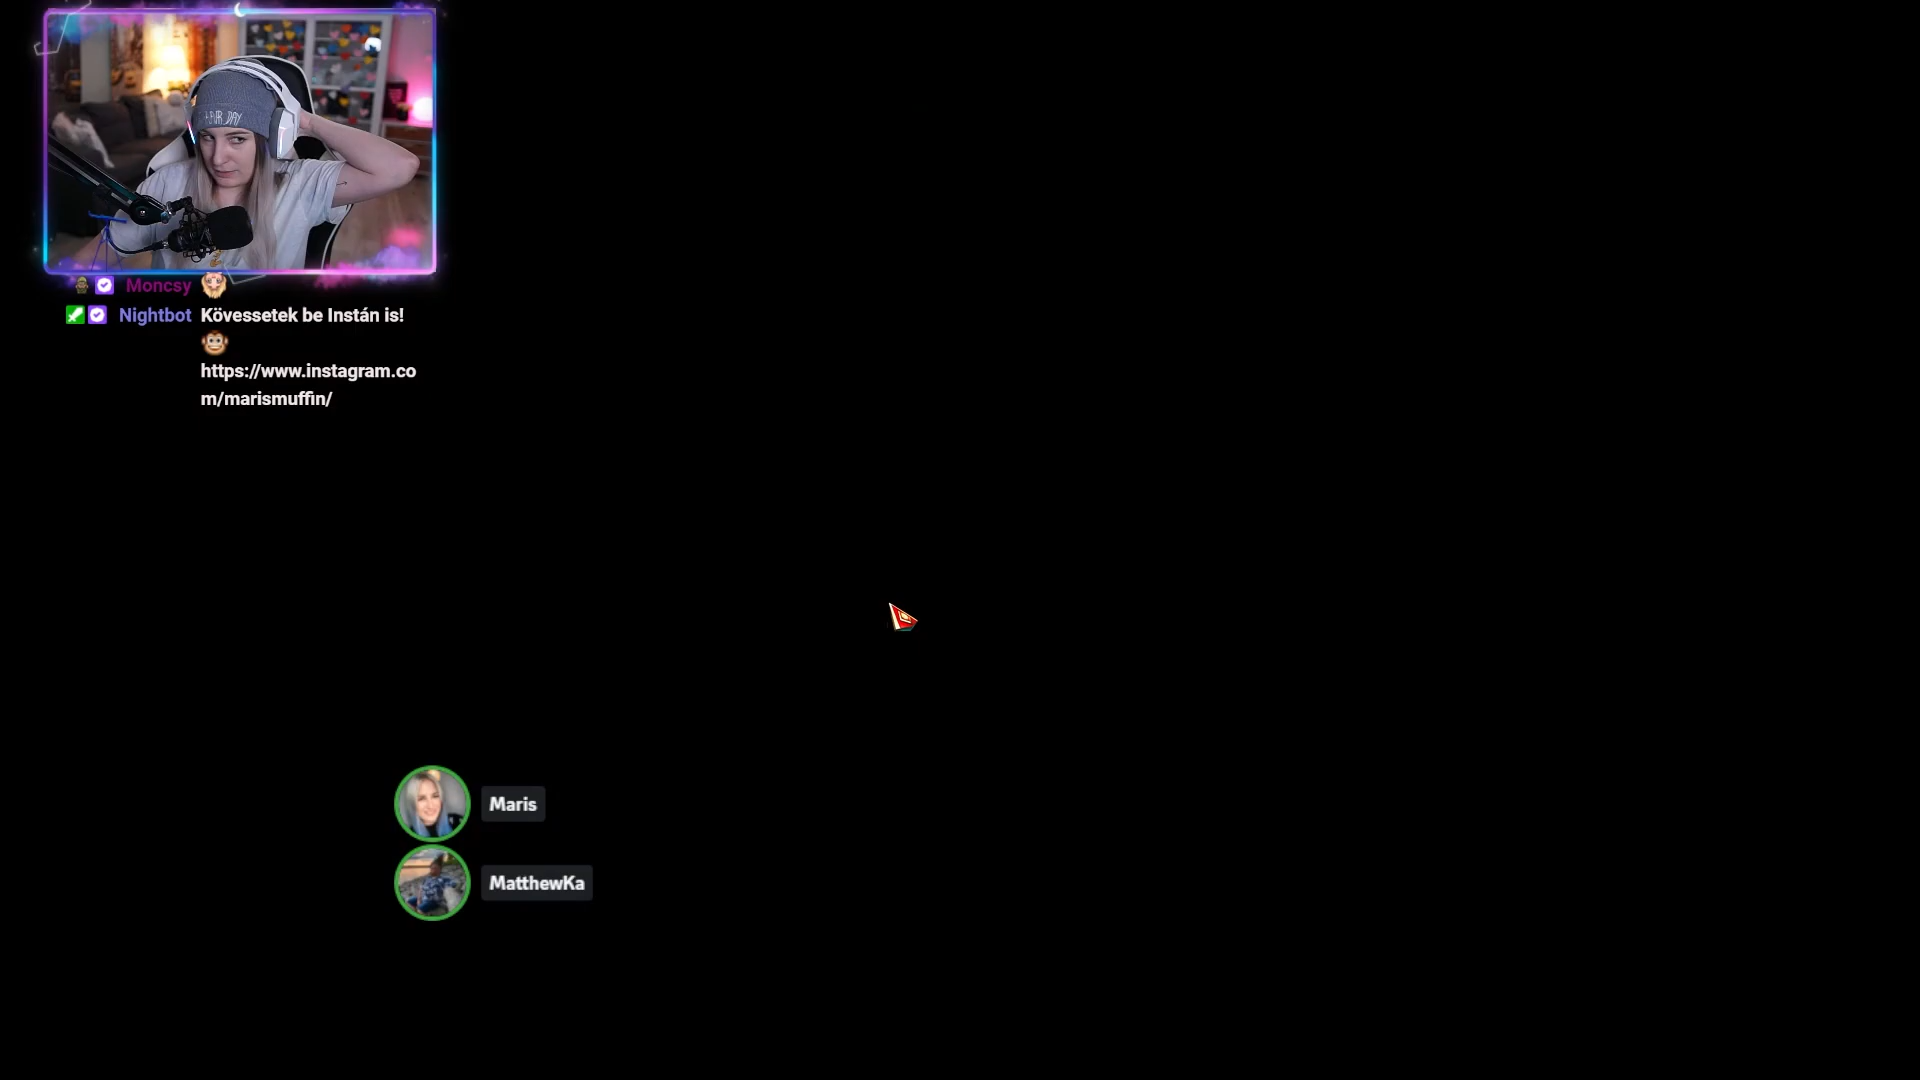 Moncsy
Nightbot Kövessetek be Instán is!
https://www.instagram.co
m/marismuffin/
Maris
MatthewKa